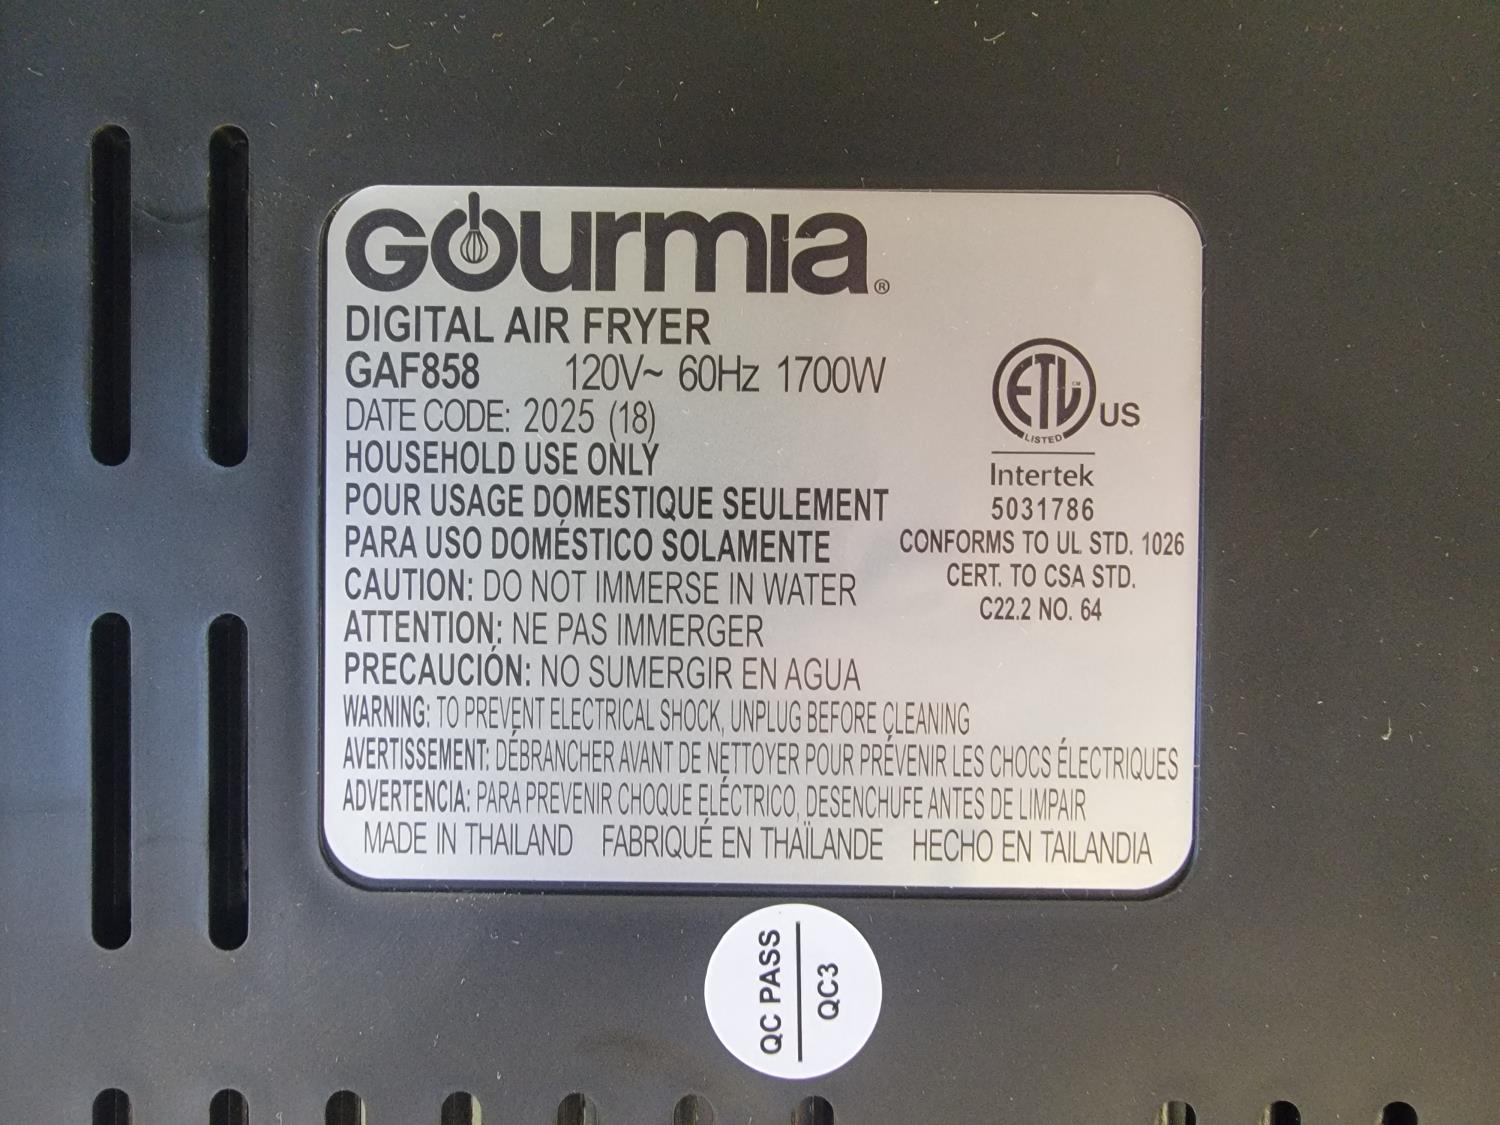 Gourmia®
DIGITAL AIR FRYER
GAF858 120V~ 60Hz 1700W
DATE CODE: 2025 (18)
HOUSEHOLD USE ONLY
POUR USAGE DOMESTIQUE SEULEMENT
PARA USO DOMÉSTICO SOLAMENTE
CAUTION: DO NOT IMMERSE IN WATER
ATTENTION: NE PAS IMMERGER
PRECAUCIÓN: NO SUMERGIR EN AGUA
WARNING: TO PREVENT ELECTRICAL SHOCK, UNPLUG BEFORE CLEANING
AVERTISSEMENT: DÉBRANCHER AVANT DE NETTOYER POUR PRÉVENIR LES CHOCS ÉLECTRIQUES
ADVERTENCIA: PARA PREVENIR CHOQUE ELÉCTRICO, DESENCHUFE ANTES DE LIMPAIR
MADE IN THAILAND FABRIQUÉ EN THAÏLANDE HECHO EN TAILANDIA
ETL CM US
LISTED
Intertek
5031786
CONFORMS TO UL STD. 1026
CERT. TO CSA STD.
C22.2 NO. 64
QC PASS
QC3